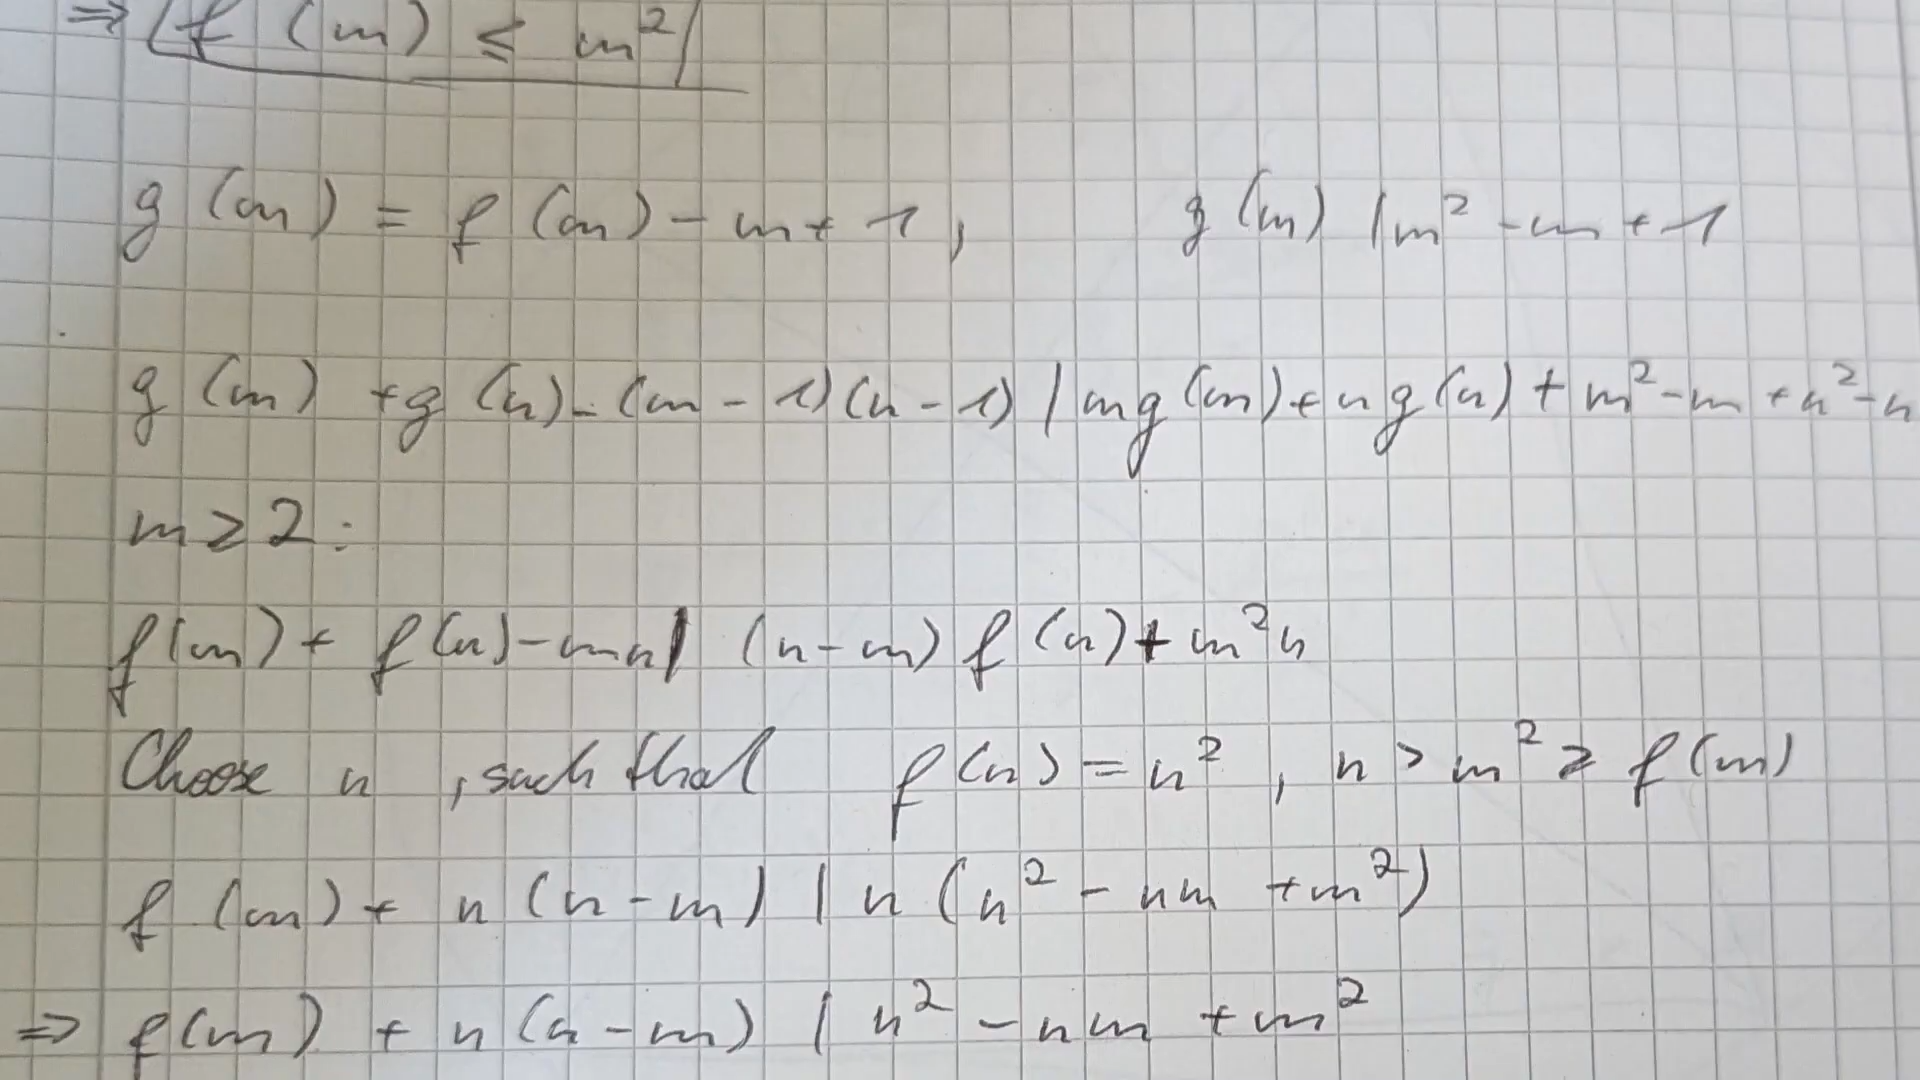 ⇒ f(m) ≤ m²
g(m) = f(m) - m + 1, g(m) | m² - m + 1
g(m) + g(n) - (m - 1)(n - 1) | mg(m) + ng(n) + m² - m + n² - n
m ≥ 2:
f(m) + f(n) - mn | (n - m) f(n) + m²n
Choose n, such that f(n) = n², n > m² ≥ f(m)
f(m) + n(n - m) | n(n² - nm + m²)
⇒ f(m) + n(n - m) | n² - nm + m²